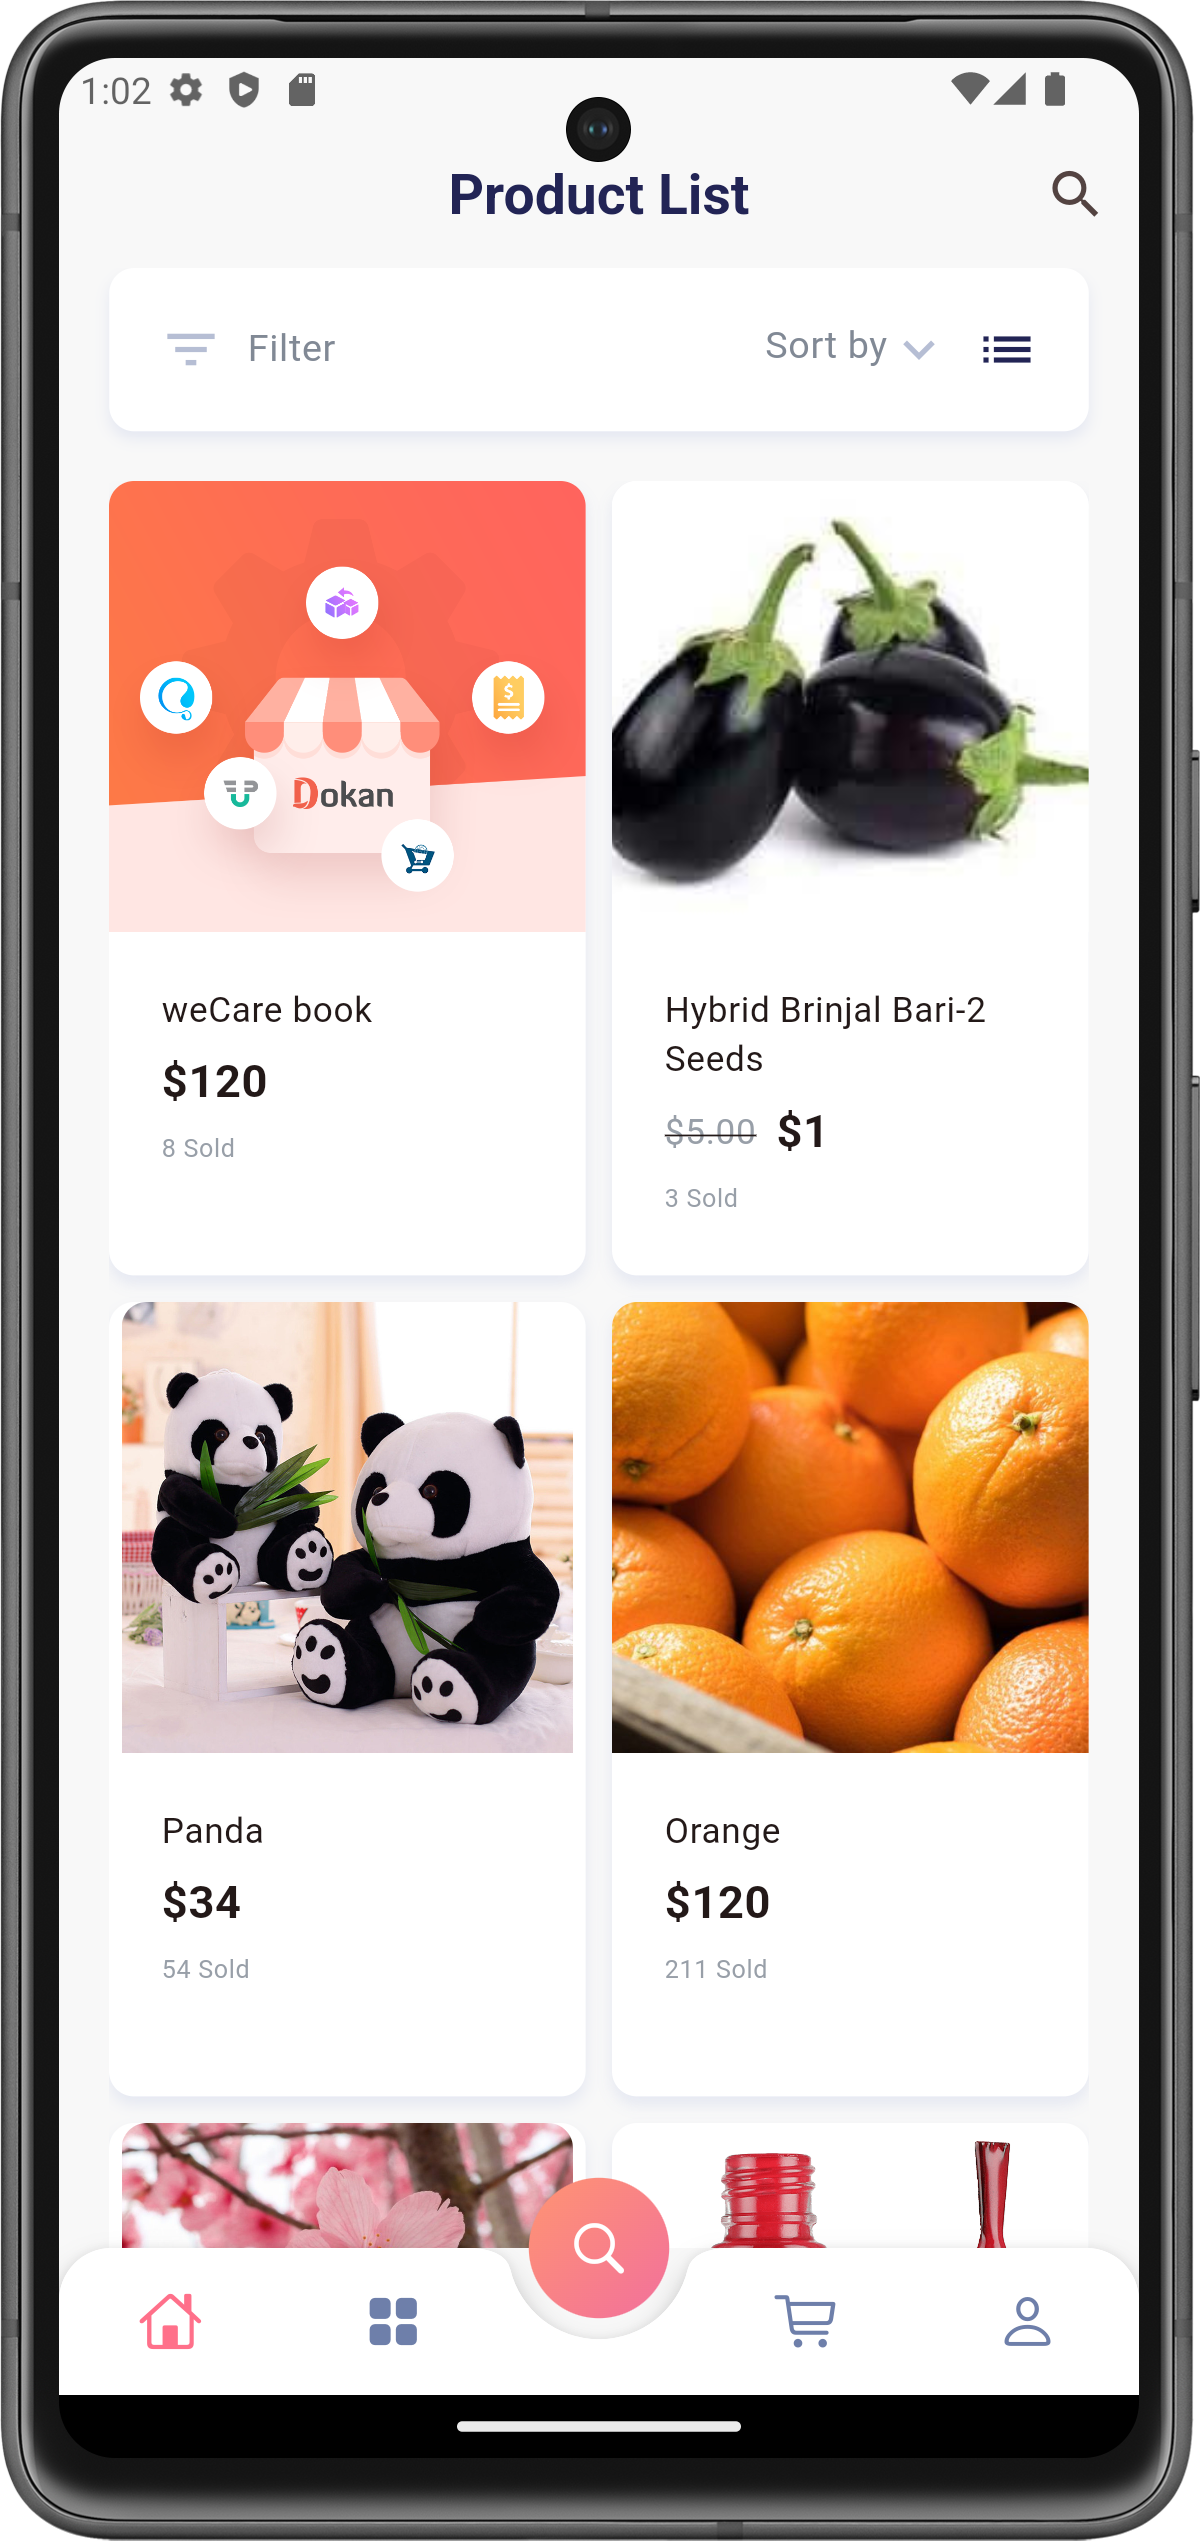 1:02
Product List
Filter
Sort by
Dokan
weCare book
$120
8 Sold
Hybrid Brinjal Bari-2
Seeds
$5.00 $1
3 Sold
Panda
$34
54 Sold
Orange
$120
211 Sold